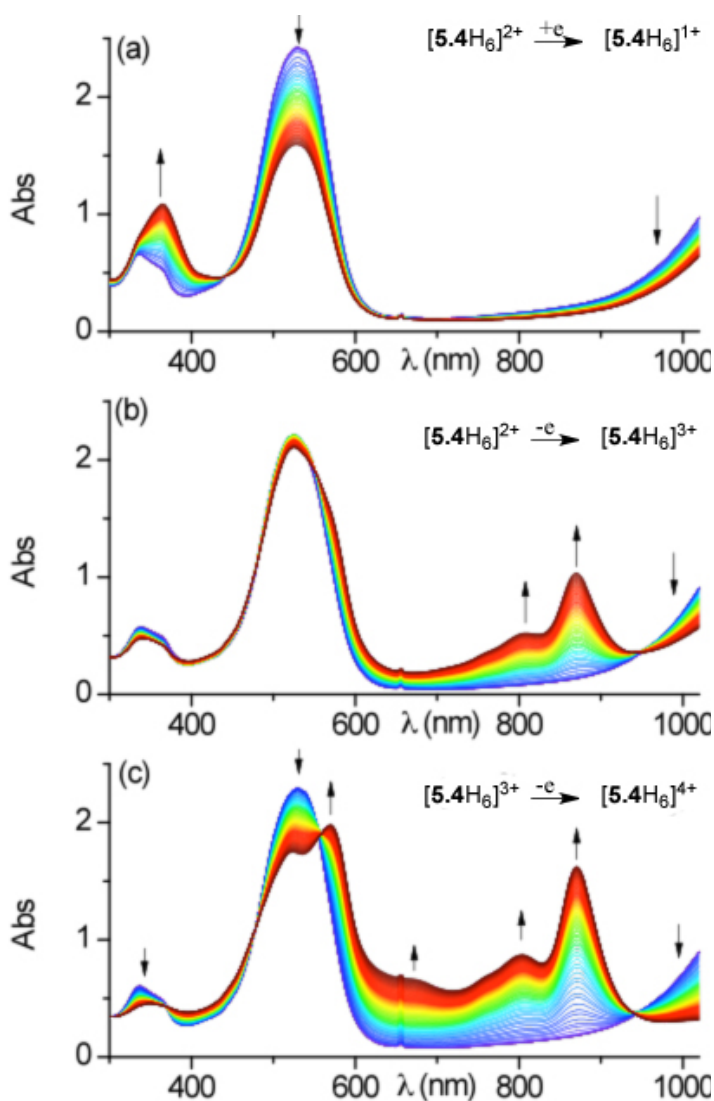 (a)
[5.4H₆]²⁺ +e → [5.4H₆]¹⁺
2
1
0
Abs
400 600 800 1000
λ (nm)
(b)
[5.4H₆]²⁺ -e → [5.4H₆]³⁺
2
1
0
Abs
400 600 800 1000
λ (nm)
(c)
[5.4H₆]³⁺ -e → [5.4H₆]⁴⁺
2
1
0
Abs
400 600 800 1000
λ (nm)